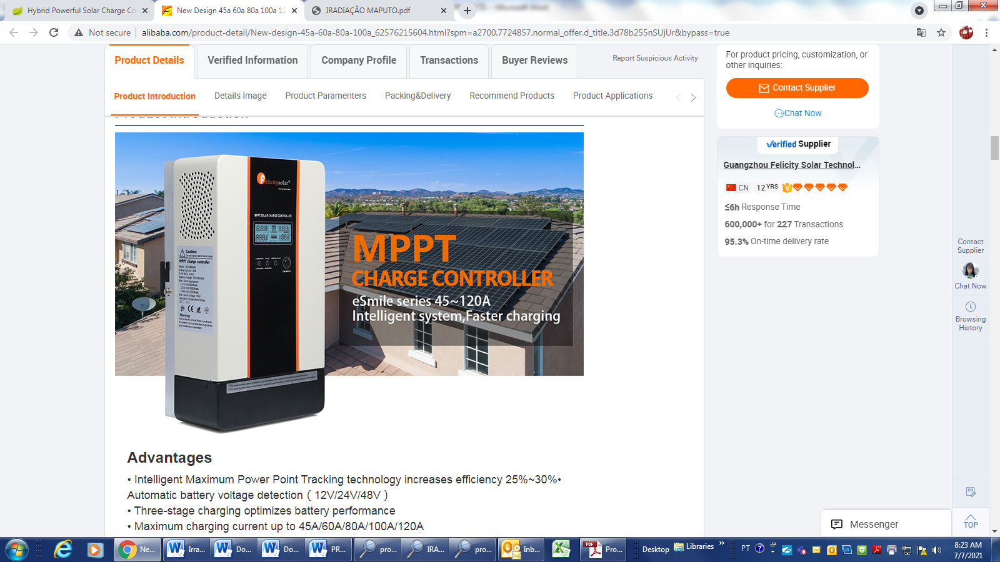 Hybrid Powerful Solar Charge Co
New Design 45a 60a 80a 100a 12
IRADIAÇÃO MAPUTO.pdf
Not secure
alibaba.com/product-detail/New-design-45a-60a-80a-100a_62576215604.html?spm=a2700.7724857.normal_offer.d_title.3d78b255nSUjUr&bypass=true
Product Details
Verified Information
Company Profile
Transactions
Buyer Reviews
Report Suspicious Activity
Product Introduction
Details Image
Product Paramenters
Packing&Delivery
Recommend Products
Product Applications
Product Introduction
felicitysolar®
MPPT SOLAR CHARGE CONTROLLER
Caution:
MPPT charge controller
Warning:
MPPT
CHARGE CONTROLLER
eSmile series 45~120A
Intelligent system,Faster charging
Advantages
• Intelligent Maximum Power Point Tracking technology increases efficiency 25%~30%•
Automatic battery voltage detection ( 12V/24V/48V )
• Three-stage charging optimizes battery performance
• Maximum charging current up to 45A/60A/80A/100A/120A
For product pricing, customization, or
other inquiries:
Contact Supplier
Chat Now
Verified Supplier
Guangzhou Felicity Solar Technol...
CN 12YRS
≤6h Response Time
600,000+ for 227 Transactions
95.3% On-time delivery rate
Contact
Supplier
Chat Now
Browsing
History
TOP
Messenger
Ne...
Irra...
Do...
Do...
PR...
pro...
IRA...
pro...
Inb...
PDF
Pro...
Desktop
Libraries
»
PT
8:23 AM
7/7/2021